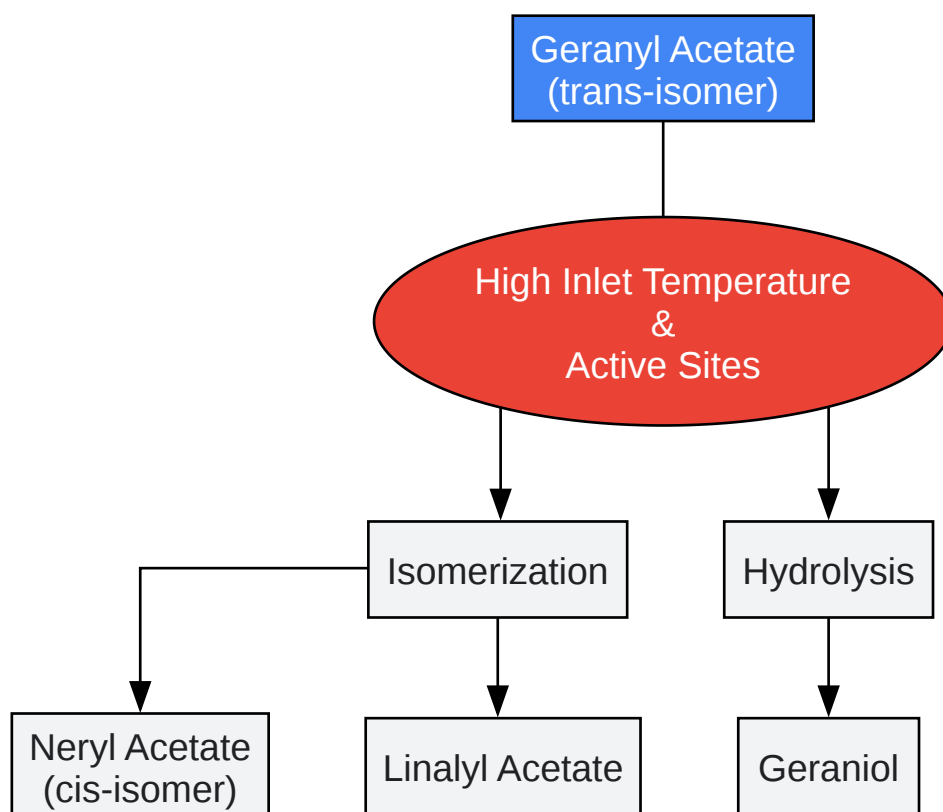 Geranyl Acetate
(trans-isomer)
High Inlet Temperature
&
Active Sites
Isomerization
Hydrolysis
Neryl Acetate
(cis-isomer)
Linalyl Acetate
Geraniol